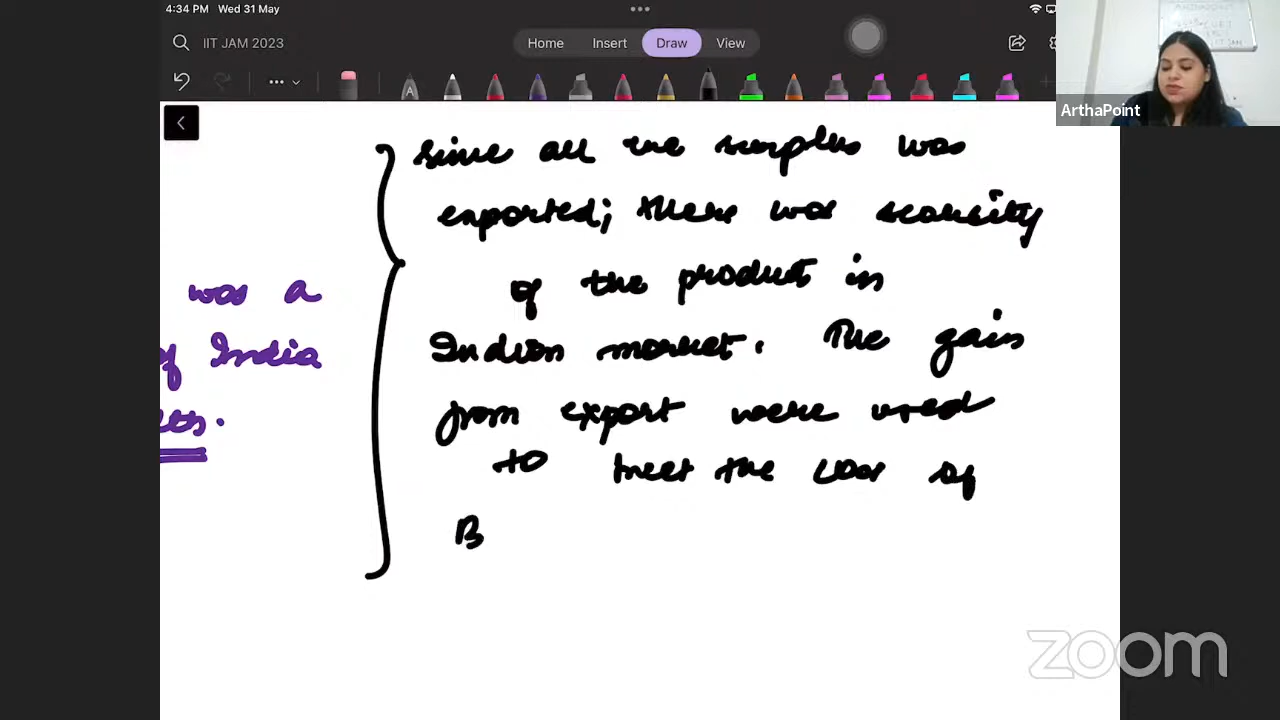 4:34 PM Wed 31 May
IIT JAM 2023
Home Insert Draw View
ArthaPoint
was a
of India
since all the surplus was
exported; there was scarcity
of the product in
Indian market. The gain
from export were used
to meet the cost of
B
zoom